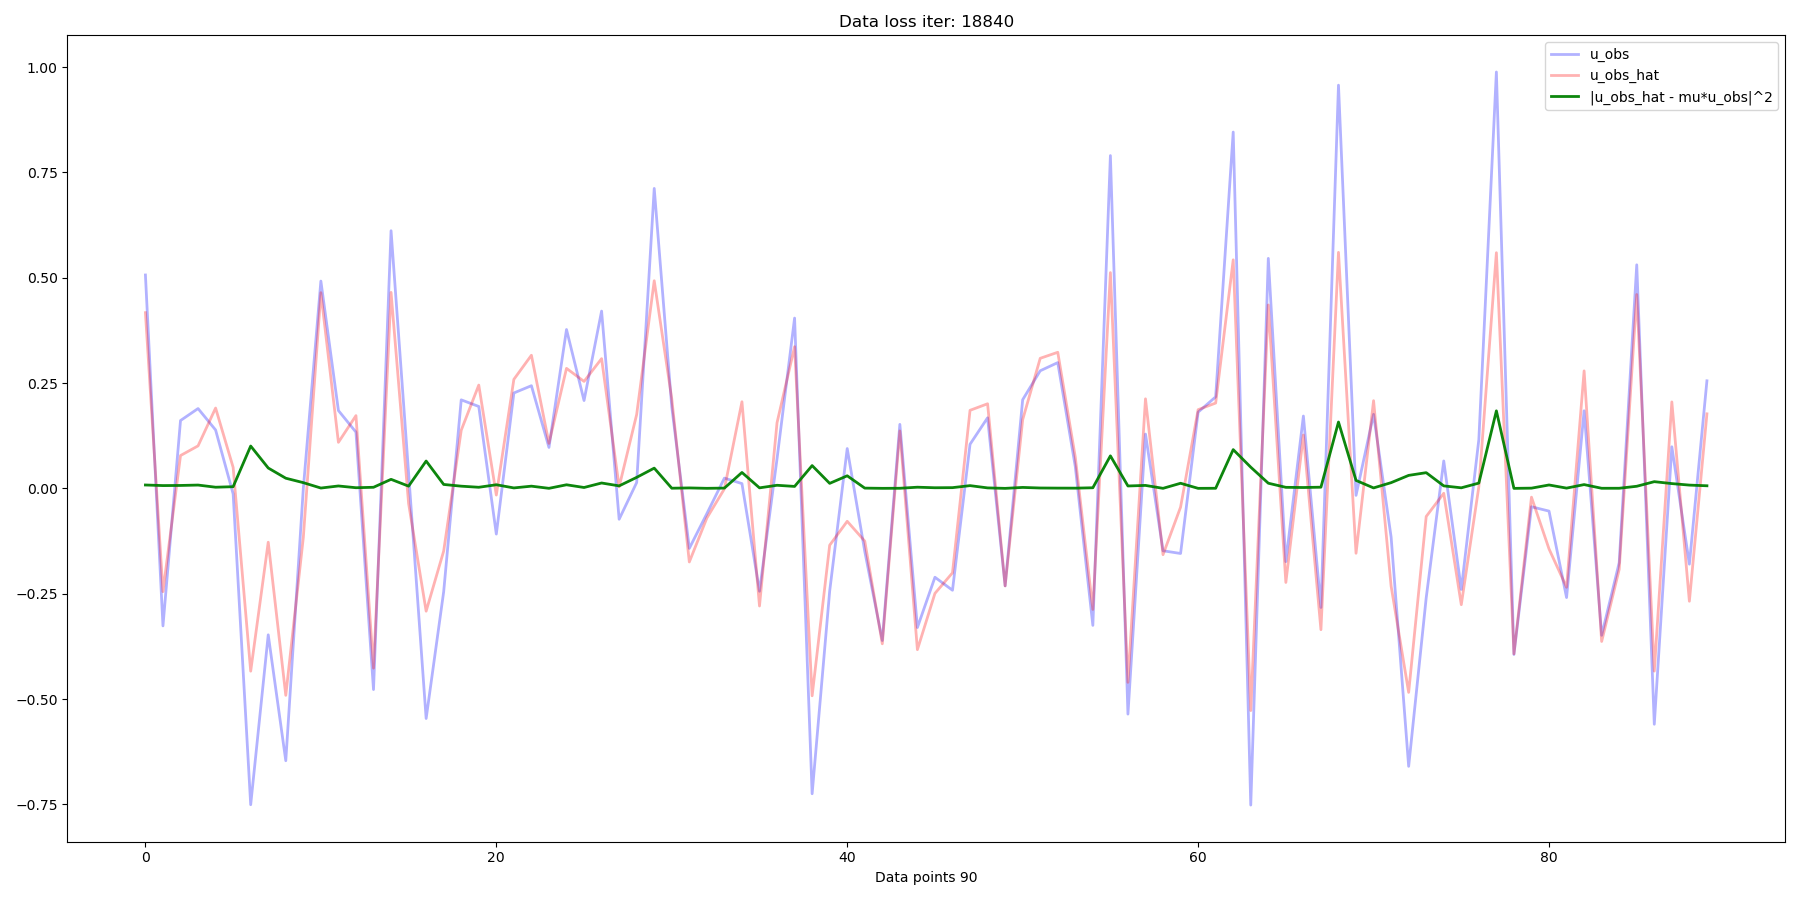 Data loss iter: 18840
u_obs
u_obs_hat
|u_obs_hat - mu*u_obs|^2
1.00
0.75
0.50
0.25
0.00
−0.25
−0.50
−0.75
0 20 40 60 80
Data points 90